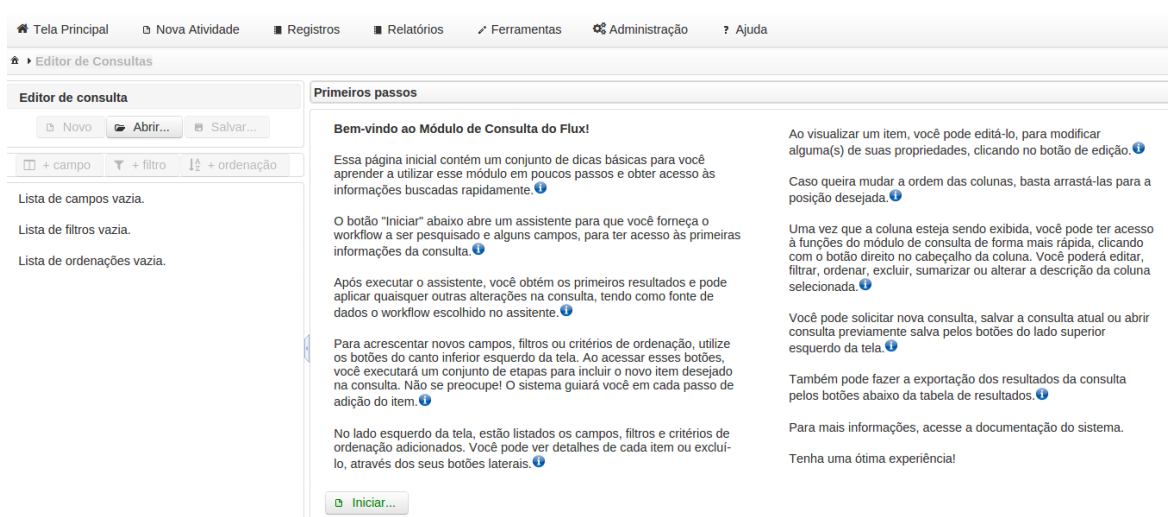 Tela Principal Nova Atividade Registros Relatórios Ferramentas Administração ? Ajuda
Editor de Consultas
Editor de consulta
Novo Abrir... Salvar...
+ campo + filtro + ordenação
Lista de campos vazia.
Lista de filtros vazia.
Lista de ordenações vazia.
Primeiros passos
Bem-vindo ao Módulo de Consulta do Flux!
Essa página inicial contém um conjunto de dicas básicas para você
aprender a utilizar esse módulo em poucos passos e obter acesso às
informações buscadas rapidamente.
O botão "Iniciar" abaixo abre um assistente para que você forneça o
workflow a ser pesquisado e alguns campos, para ter acesso às primeiras
informações da consulta.
Após executar o assistente, você obtém os primeiros resultados e pode
aplicar quaisquer outras alterações na consulta, tendo como fonte de
dados o workflow escolhido no assitente.
Para acrescentar novos campos, filtros ou critérios de ordenação, utilize
os botões do canto inferior esquerdo da tela. Ao acessar esses botões,
você executará um conjunto de etapas para incluir o novo item desejado
na consulta. Não se preocupe! O sistema guiará você em cada passo de
adição do item.
No lado esquerdo da tela, estão listados os campos, filtros e critérios de
ordenação adicionados. Você pode ver detalhes de cada item ou excluí-
lo, através dos seus botões laterais.
Iniciar...
Ao visualizar um item, você pode editá-lo, para modificar
alguma(s) de suas propriedades, clicando no botão de edição.
Caso queira mudar a ordem das colunas, basta arrastá-las para a
posição desejada.
Uma vez que a coluna esteja sendo exibida, você pode ter acesso
à funções do módulo de consulta de forma mais rápida, clicando
com o botão direito no cabeçalho da coluna. Você poderá editar,
filtrar, ordenar, excluir, sumarizar ou alterar a descrição da coluna
selecionada.
Você pode solicitar nova consulta, salvar a consulta atual ou abrir
consulta previamente salva pelos botões do lado superior
esquerdo da tela.
Também pode fazer a exportação dos resultados da consulta
pelos botões abaixo da tabela de resultados.
Para mais informações, acesse a documentação do sistema.
Tenha uma ótima experiência!